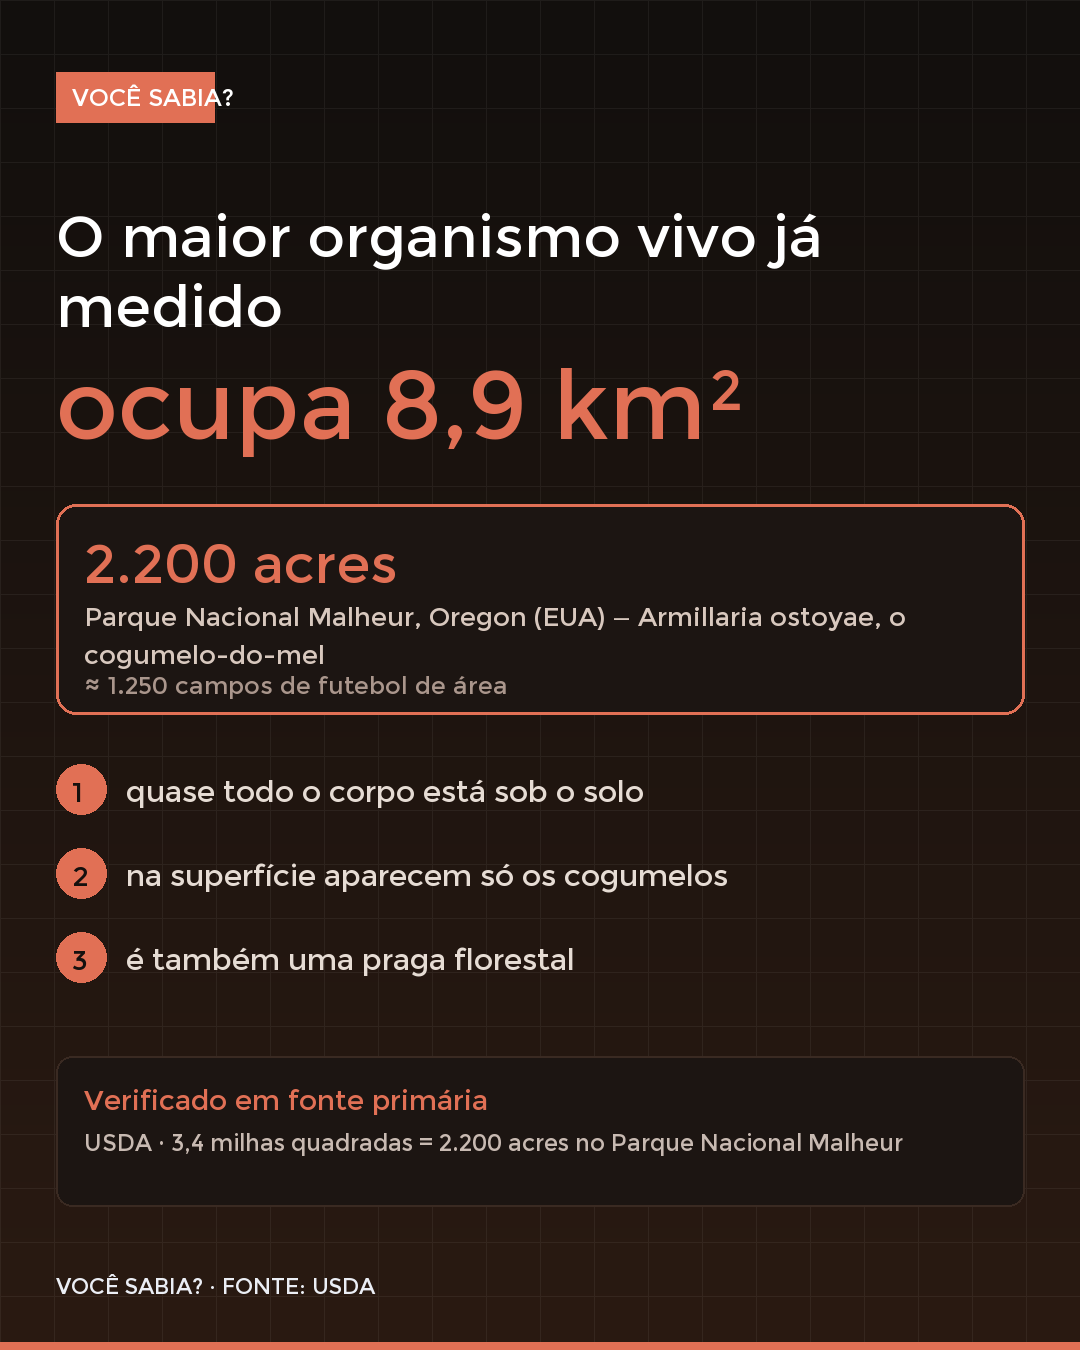 VOCÊ SABIA?
O maior organismo vivo já
medido
ocupa 8,9 km²
2.200 acres
Parque Nacional Malheur, Oregon (EUA) — Armillaria ostoyae, o
cogumelo-do-mel
≈ 1.250 campos de futebol de área
1 quase todo o corpo está sob o solo
2 na superfície aparecem só os cogumelos
3 é também uma praga florestal
Verificado em fonte primária
USDA · 3,4 milhas quadradas = 2.200 acres no Parque Nacional Malheur
VOCÊ SABIA? · FONTE: USDA